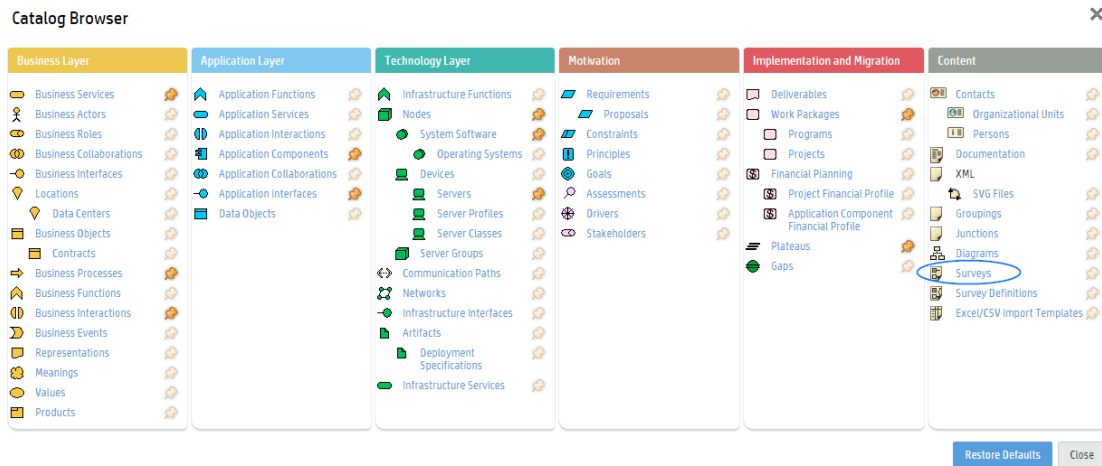 Catalog Browser
Business Layer
Business Services
Business Actors
Business Roles
Business Collaborations
Business Interfaces
Locations
Data Centers
Business Objects
Contracts
Business Processes
Business Functions
Business Interactions
Business Events
Representations
Meanings
Values
Products
Application Layer
Application Functions
Application Services
Application Interactions
Application Components
Application Collaborations
Application Interfaces
Data Objects
Technology Layer
Infrastructure Functions
Nodes
System Software
Operating Systems
Devices
Servers
Server Profiles
Server Classes
Server Groups
Communication Paths
Networks
Infrastructure Interfaces
Artifacts
Deployment
Specifications
Infrastructure Services
Motivation
Requirements
Proposals
Constraints
Principles
Goals
Assessments
Drivers
Stakeholders
Implementation and Migration
Deliverables
Work Packages
Programs
Projects
Financial Planning
Project Financial Profile
Application Component
Financial Profile
Plateaus
Gaps
Content
Contacts
Organizational Units
Persons
Documentation
XML
SVG Files
Groupings
Junctions
Diagrams
Surveys
Survey Definitions
Excel/CSV Import Templates
Restore Defaults
Close